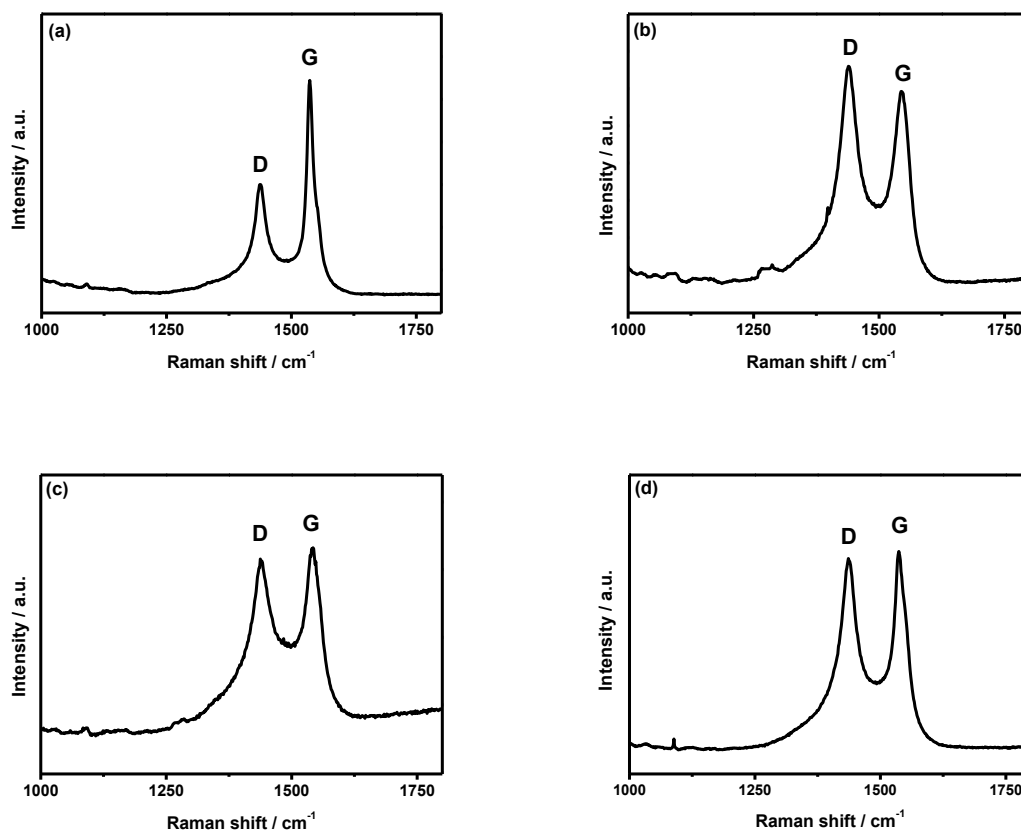 (a)
G
D
Intensity / a.u.
1000 1250 1500 1750
Raman shift / cm⁻¹
(b)
D
G
Intensity / a.u.
1000 1250 1500 1750
Raman shift / cm⁻¹
(c)
D G
Intensity / a.u.
1000 1250 1500 1750
Raman shift / cm⁻¹
(d)
D G
Intensity / a.u.
1000 1250 1500 1750
Raman shift / cm⁻¹